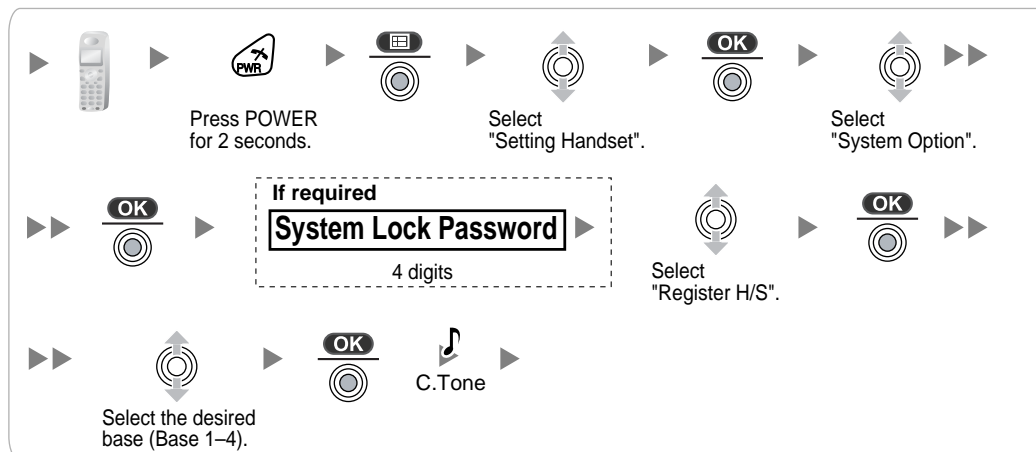 PWR
OK
Press POWER
for 2 seconds.
Select
"Setting Handset".
Select
"System Option".
OK
If required
System Lock Password
4 digits
OK
Select
"Register H/S".
OK
C.Tone
Select the desired
base (Base 1–4).